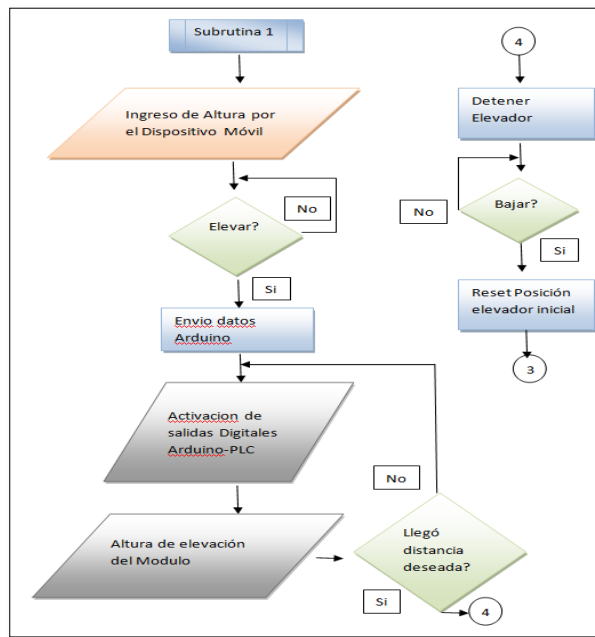 Subrutina 1
Ingreso de Altura por
el Dispositivo Móvil
Elevar?
No
Si
Envio datos
Arduino
Activacion de
salidas Digitales
Arduino-PLC
Altura de elevación
del Modulo
No
Llegó
distancia
deseada?
Si
4
4
Detener
Elevador
No
Bajar?
Si
Reset Posición
elevador inicial
3